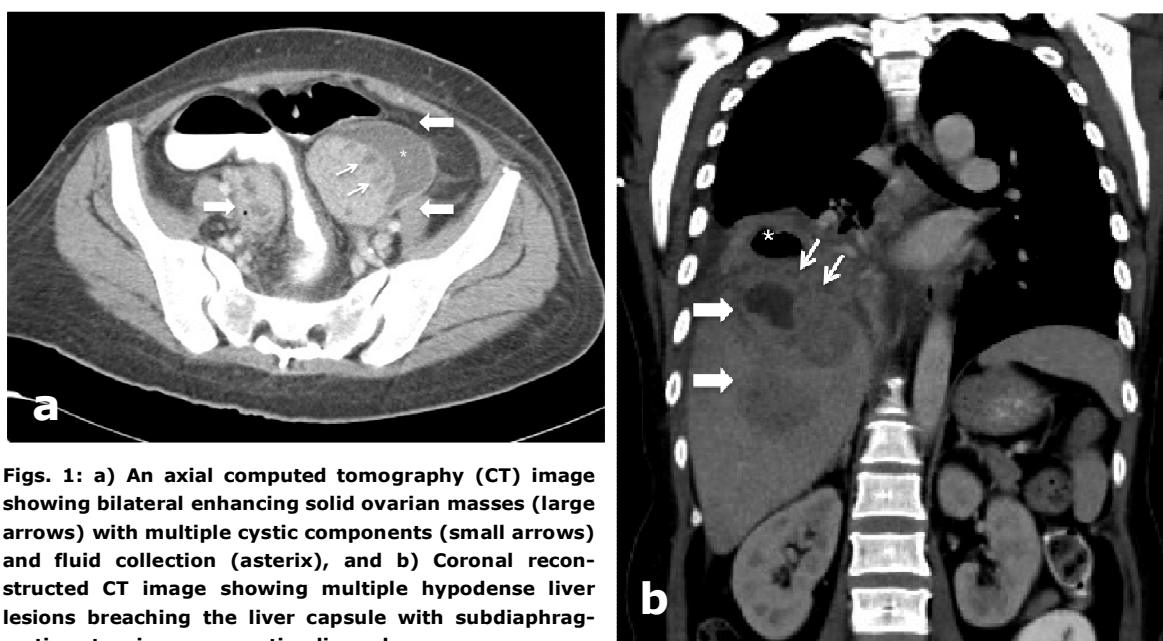 a
b
Figs. 1: a) An axial computed tomography (CT) image
showing bilateral enhancing solid ovarian masses (large
arrows) with multiple cystic components (small arrows)
and fluid collection (asterix), and b) Coronal recon-
structed CT image showing multiple hypodense liver
lesions breaching the liver capsule with subdiaphrag-